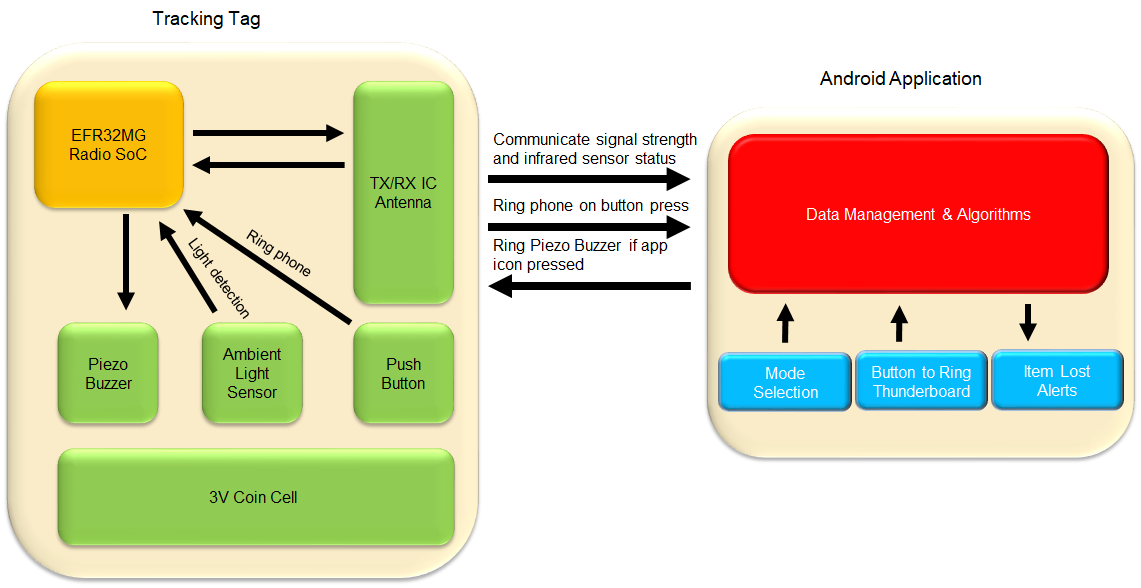 Tracking Tag
EFR32MG
Radio SoC
TX/RX IC
Antenna
Light detection
Ring phone
Piezo
Buzzer
Ambient
Light
Sensor
Push
Button
3V Coin Cell
Communicate signal strength
and infrared sensor status
Ring phone on button press
Ring Piezo Buzzer if app
icon pressed
Android Application
Data Management & Algorithms
Mode
Selection
Button to Ring
Thunderboard
Item Lost
Alerts